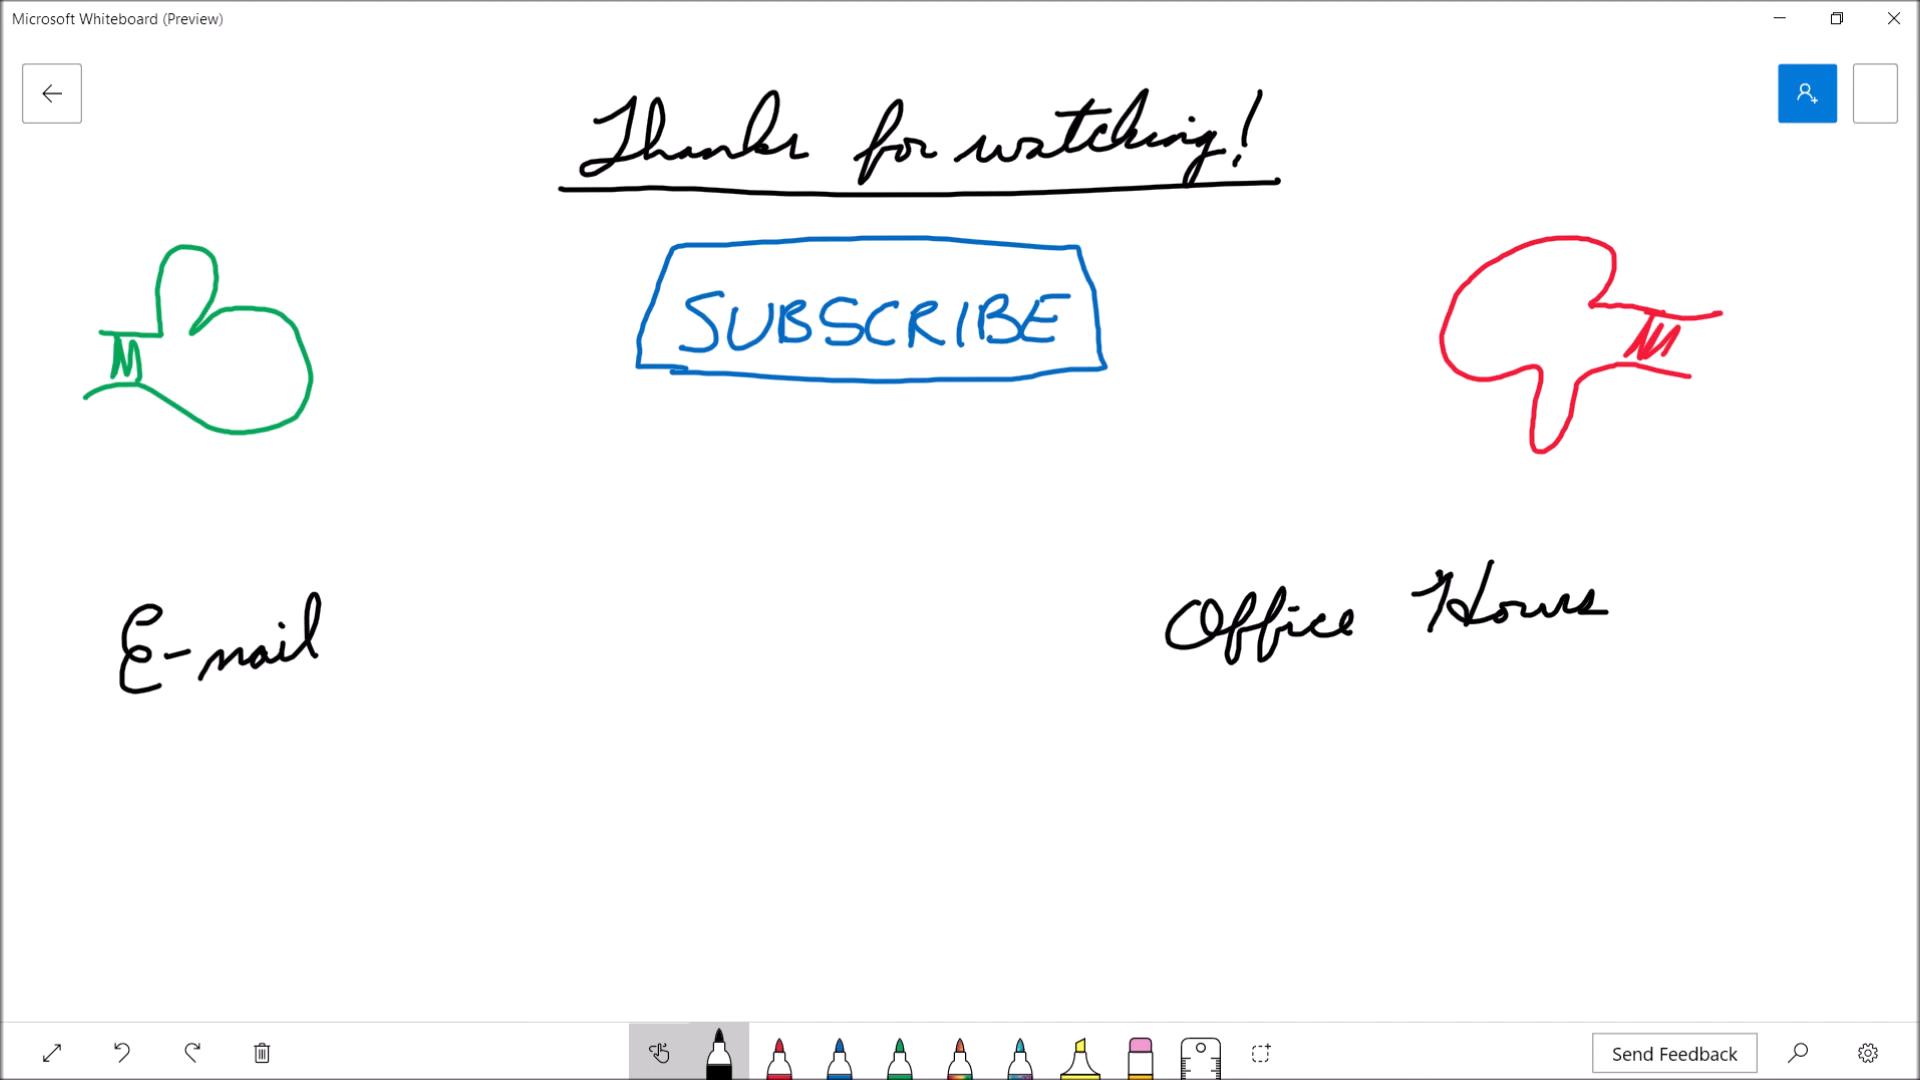 Microsoft Whiteboard (Preview)
Thanks for watching!
SUBSCRIBE
E-mail
Office Hours
Send Feedback